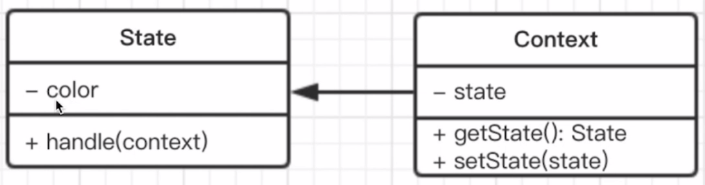 State
– color
+ handle(context)
Context
– state
+ getState(): State
+ setState(state)